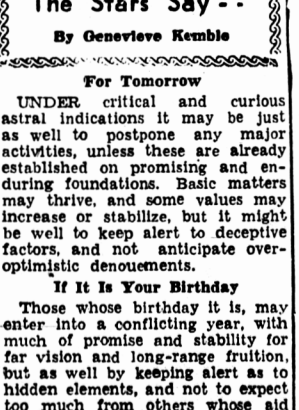 The Stars Say--
By Genevieve Kemble
For Tomorrow
UNDER critical and curious
astral indications it may be just
as well to postpone any major
activities, unless these are already
established on promising and en-
during foundations. Basic matters
may thrive, and some values may
increase or stabilize, but it might
be well to keep alert to deceptive
factors, and not anticipate over-
optimistic denouements.
If It Is Your Birthday
Those whose birthday it is, may
enter into a conflicting year, with
much of promise and stability for
far vision and long-range fruition,
but as well by keeping alert as to
hidden elements, and not to expect
too much from others whose aid